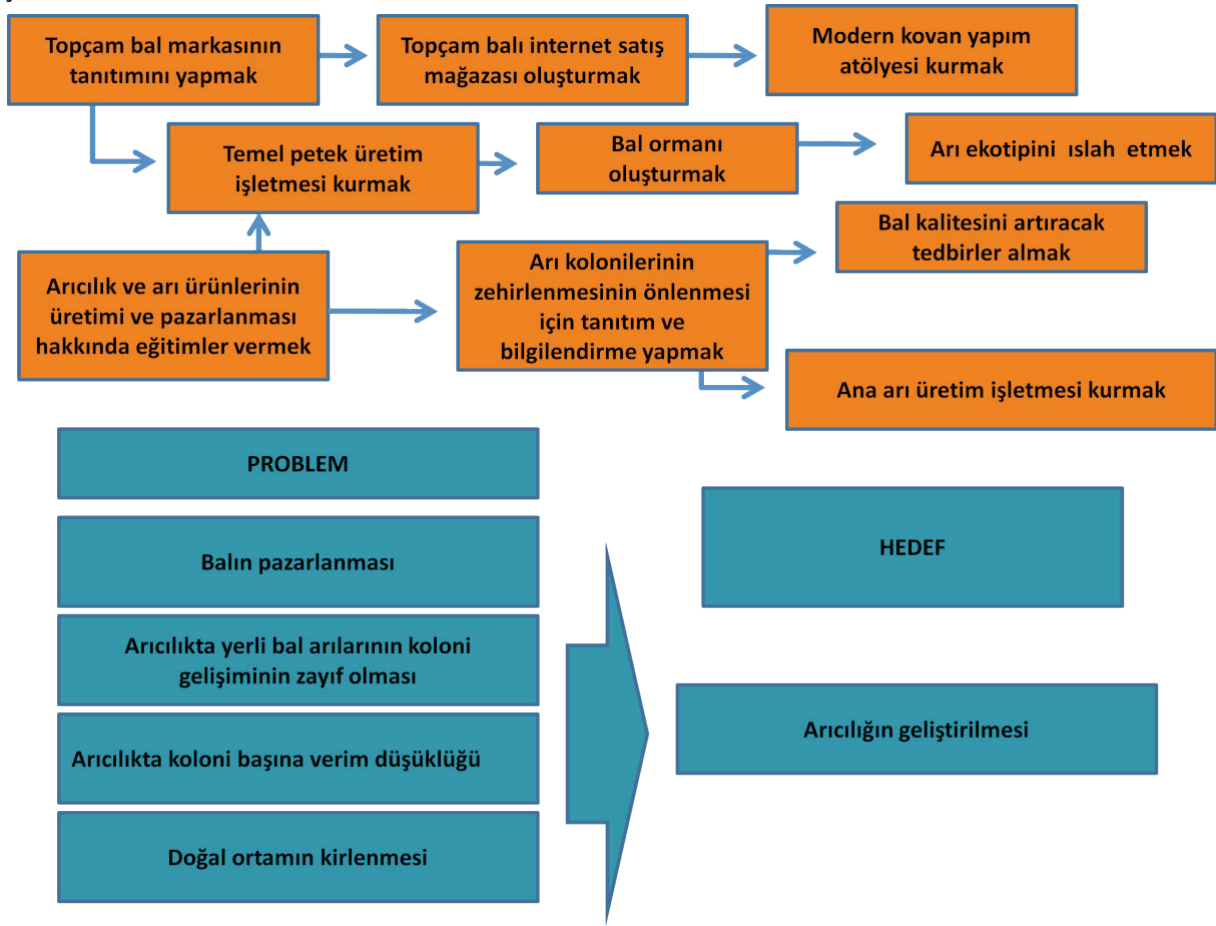 Topçam bal markasının
tanıtımını yapmak
Topçam balı internet satış
mağazası oluşturmak
Modern kovan yapım
atölyesi kurmak
Temel petek üretim
işletmesi kurmak
Bal ormanı
oluşturmak
Arı ekotipini ıslah etmek
Arıcılık ve arı ürünlerinin
üretimi ve pazarlanması
hakkında eğitimler vermek
Arı kolonilerinin
zehirlenmesinin önlenmesi
için tanıtım ve
bilgilendirme yapmak
Bal kalitesini artıracak
tedbirler almak
Ana arı üretim işletmesi kurmak
PROBLEM
Balın pazarlanması
Arıcılıkta yerli bal arılarının koloni
gelişiminin zayıf olması
Arıcılıkta koloni başına verim düşüklüğü
Doğal ortamın kirlenmesi
HEDEF
Arıcılığın geliştirilmesi